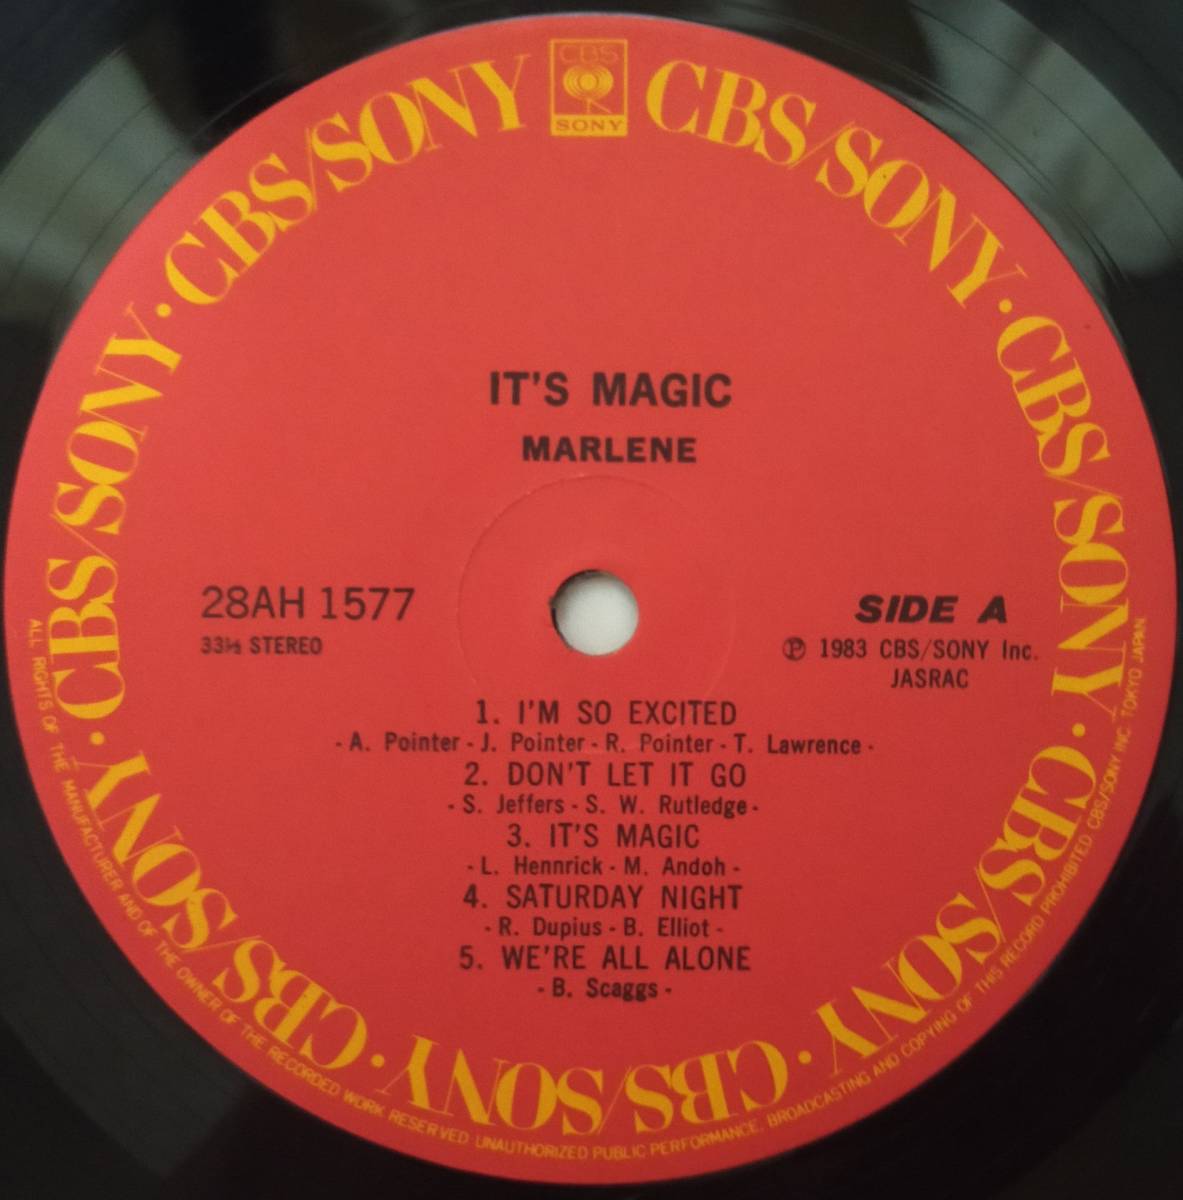 CBS
SONY
CBS/SONY · CBS/SONY · CBS/SONY · CBS/SONY · CBS/SONY · CBS/SONY · CBS/SONY · CBS/SONY
IT'S MAGIC
MARLENE
28AH 1577
33⅓ STEREO
SIDE A
Ⓟ 1983 CBS/SONY Inc.
JASRAC
1. I'M SO EXCITED
- A. Pointer - J. Pointer - R. Pointer - T. Lawrence -
2. DON'T LET IT GO
- S. Jeffers - S. W. Rutledge -
3. IT'S MAGIC
- L. Hennrick - M. Andoh -
4. SATURDAY NIGHT
- R. Dupius - B. Elliot -
5. WE'RE ALL ALONE
- B. Scaggs -
ALL RIGHTS OF THE MANUFACTURER AND OF THE OWNER OF THE RECORDED WORK RESERVED. UNAUTHORIZED PUBLIC PERFORMANCE, BROADCASTING AND COPYING OF THIS RECORD PROHIBITED CBS/SONY INC. TOKYO JAPAN